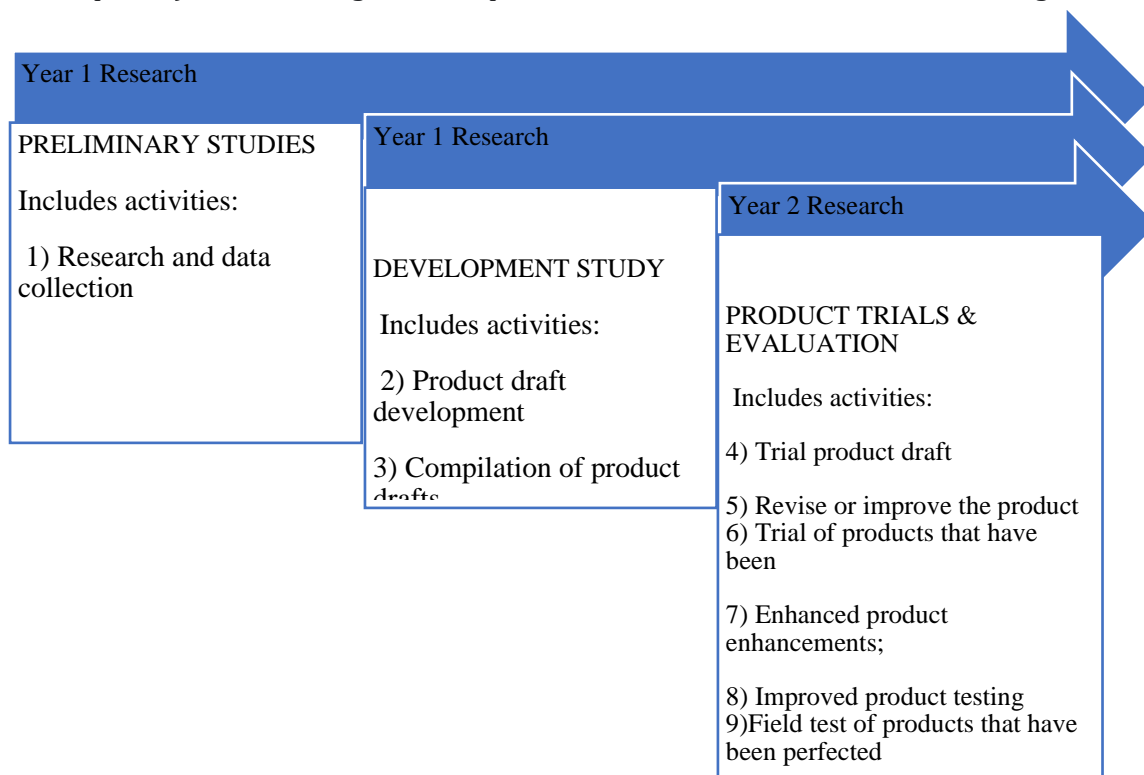 Year 1 Research
PRELIMINARY STUDIES
Includes activities:
1) Research and data
collection
Year 1 Research
DEVELOPMENT STUDY
Includes activities:
2) Product draft
development
3) Compilation of product
drafts
Year 2 Research
PRODUCT TRIALS &
EVALUATION
Includes activities:
4) Trial product draft
5) Revise or improve the product
6) Trial of products that have
been
7) Enhanced product
enhancements;
8) Improved product testing
9)Field test of products that have
been perfected